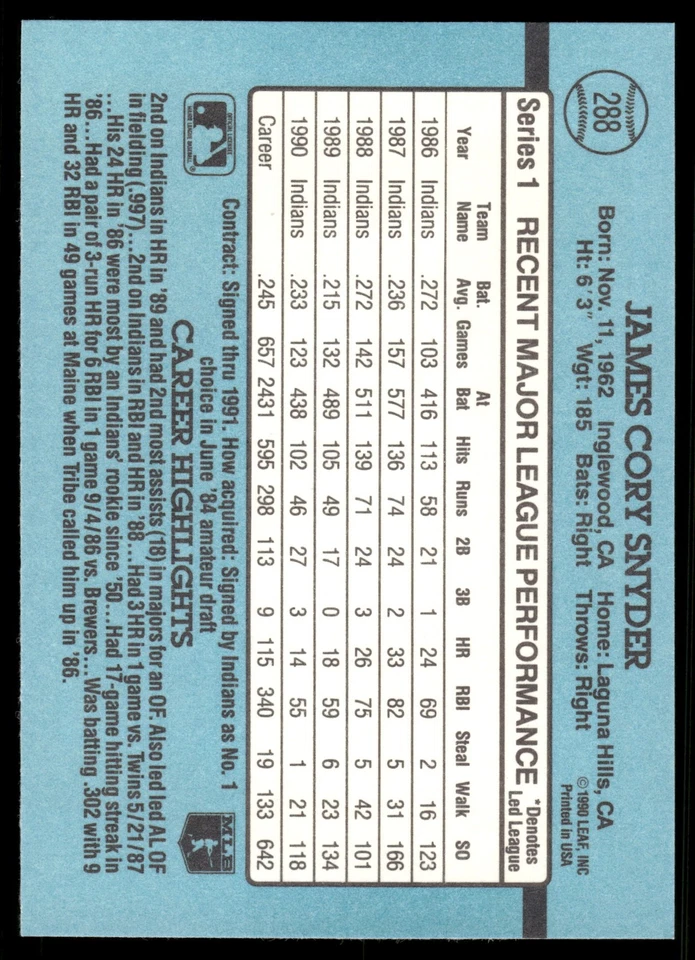 288
JAMES CORY SNYDER
Born: Nov. 11, 1962 Inglewood, CA Home: Laguna Hills, CA
Ht: 6'3" Wgt: 185 Bats: Right Throws: Right
©1990 LEAF, INC
Printed in USA
Series 1 RECENT MAJOR LEAGUE PERFORMANCE *Denotes Led League
Year Team Name Bat. Avg. Games At Bat Hits Runs 2B 3B HR RBI Steal Walk SO
1986 Indians .272 103 416 113 58 21 1 24 69 2 16 123
1987 Indians .236 157 577 136 74 24 2 33 82 5 31 166
1988 Indians .272 142 511 139 71 24 3 26 75 5 42 101
1989 Indians .215 132 489 105 49 17 0 18 59 6 23 134
1990 Indians .233 123 438 102 46 27 3 14 55 1 21 118
Career .245 657 2431 595 298 113 9 115 340 19 133 642
OFFICIAL LICENSEE
MAJOR LEAGUE BASEBALL
®
Contract: Signed thru 1991. How acquired: Signed by Indians as No. 1
choice in June '84 amateur draft
MLB
CAREER HIGHLIGHTS
2nd on Indians in HR in '89 and had 2nd most assists (18) in majors for an OF. Also led led AL OF
in fielding (.997)...2nd on Indians in RBI and HR in '88...Had 3 HR in 1 game vs. Twins 5/21/87
...His 24 HR in '86 were most by an Indians' rookie since '50...Had 17-game hitting streak in
'86...Had a pair of 3-run HR for 6 RBI in 1 game 9/4/86 vs. Brewers...Was batting .302 with 9
HR and 32 RBI in 49 games at Maine when Tribe called him up in '86.